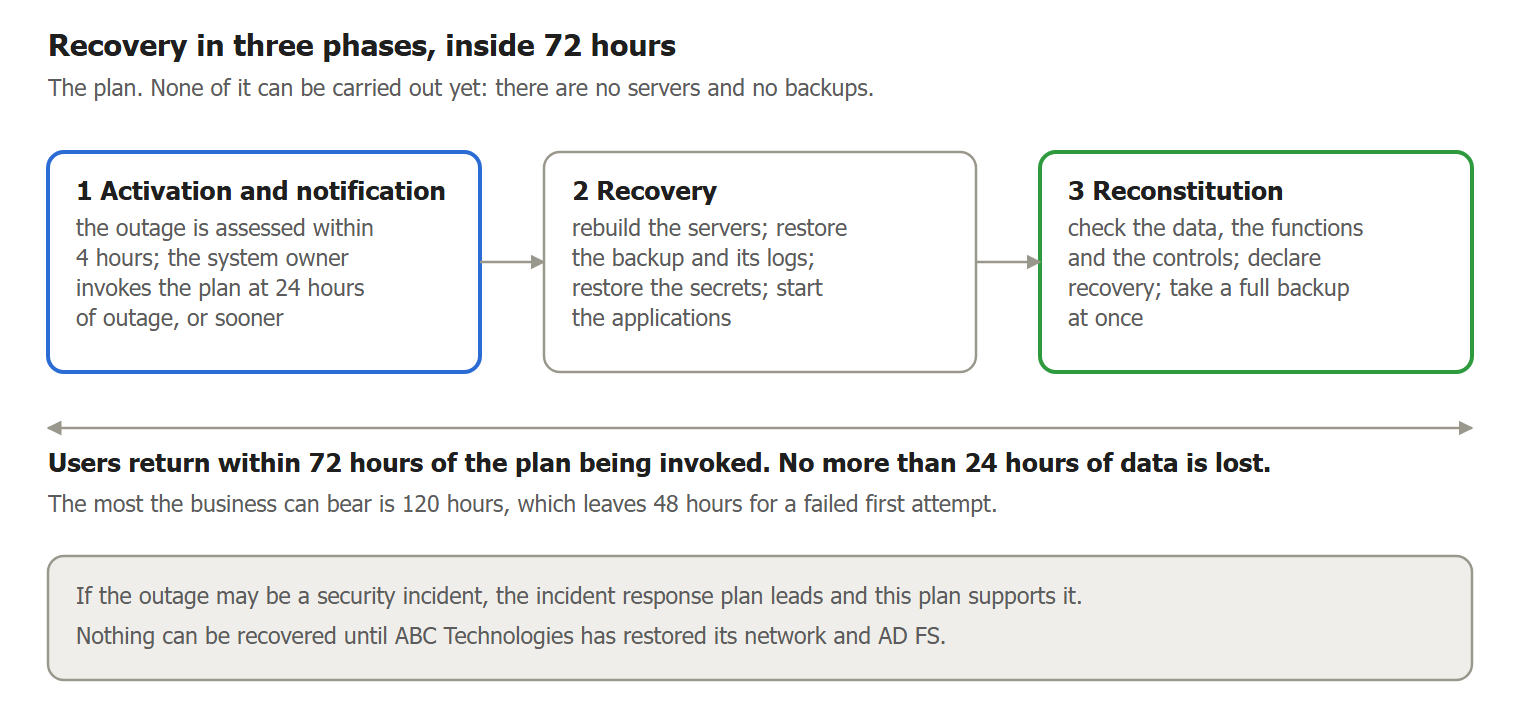 Recovery in three phases, inside 72 hours
The plan. None of it can be carried out yet: there are no servers and no backups.
1 Activation and notification
the outage is assessed within
4 hours; the system owner
invokes the plan at 24 hours
of outage, or sooner
2 Recovery
rebuild the servers; restore
the backup and its logs;
restore the secrets; start
the applications
3 Reconstitution
check the data, the functions
and the controls; declare
recovery; take a full backup
at once
Users return within 72 hours of the plan being invoked. No more than 24 hours of data is lost.
The most the business can bear is 120 hours, which leaves 48 hours for a failed first attempt.
If the outage may be a security incident, the incident response plan leads and this plan supports it.
Nothing can be recovered until ABC Technologies has restored its network and AD FS.